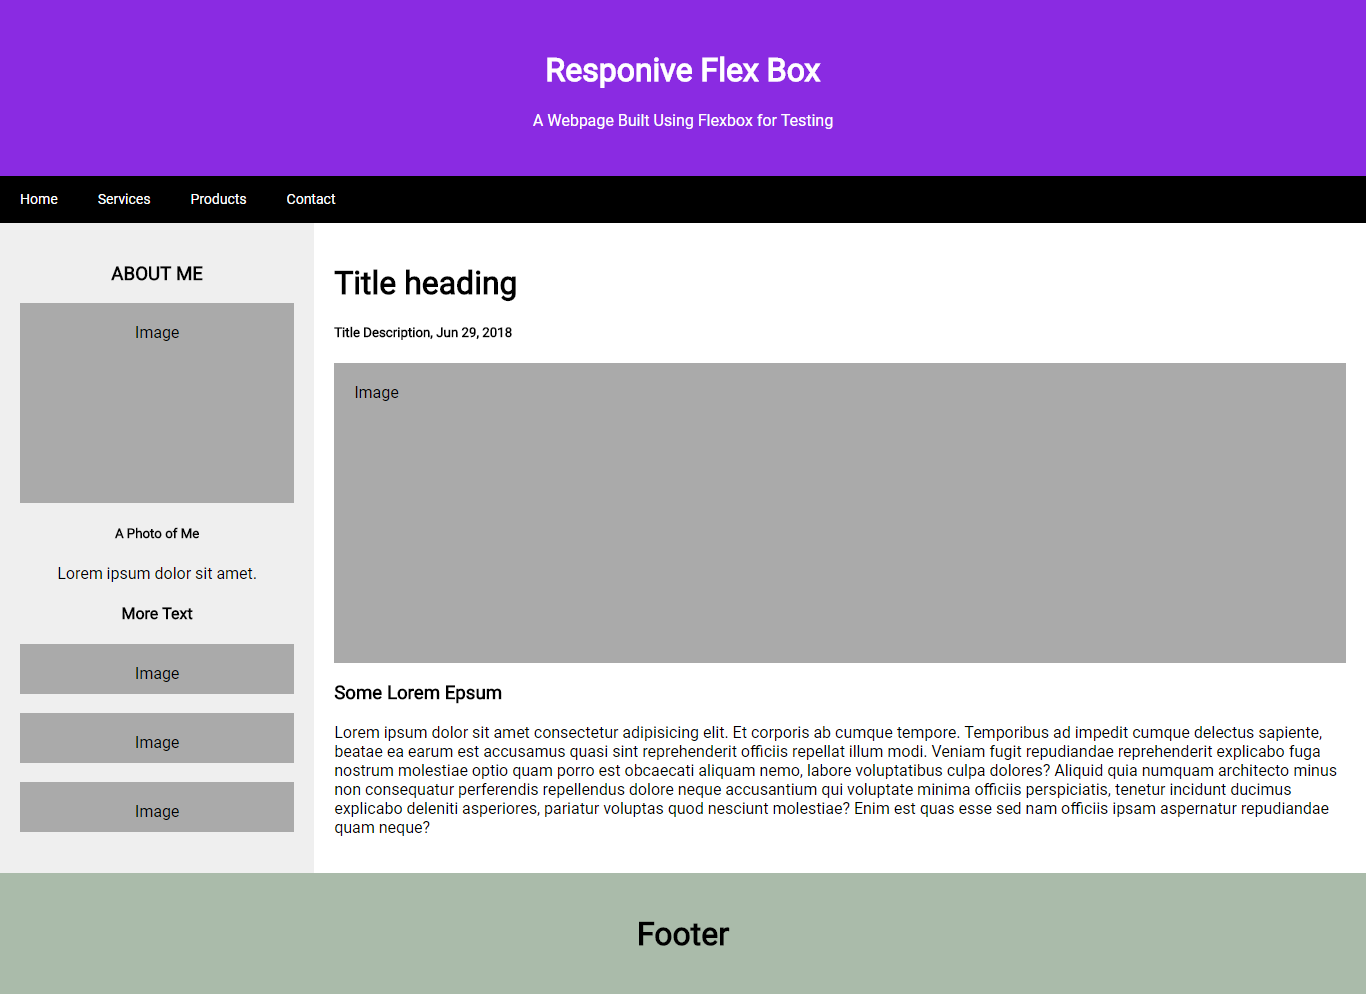 Responive Flex Box
A Webpage Built Using Flexbox for Testing
Home Services Products Contact
ABOUT ME
Image
A Photo of Me
Lorem ipsum dolor sit amet.
More Text
Image
Image
Image
Title heading
Title Description, Jun 29, 2018
Image
Some Lorem Epsum
Lorem ipsum dolor sit amet consectetur adipisicing elit. Et corporis ab cumque tempore. Temporibus ad impedit cumque delectus sapiente,
beatae ea earum est accusamus quasi sint reprehenderit officiis repellat illum modi. Veniam fugit repudiandae reprehenderit explicabo fuga
nostrum molestiae optio quam porro est obcaecati aliquam nemo, labore voluptatibus culpa dolores? Aliquid quia numquam architecto minus
non consequatur perferendis repellendus dolore neque accusantium qui voluptate minima officiis perspiciatis, tenetur incidunt ducimus
explicabo deleniti asperiores, pariatur voluptas quod nesciunt molestiae? Enim est quas esse sed nam officiis ipsam aspernatur repudiandae
quam neque?
Footer